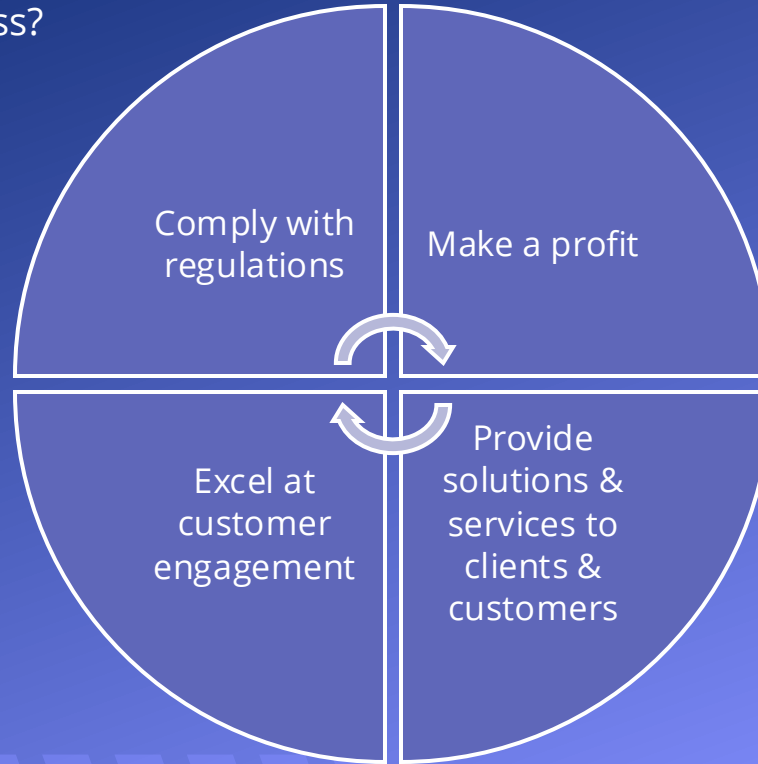 ss?
Comply with
regulations
Make a profit
Excel at
customer
engagement
Provide
solutions &
services to
clients &
customers